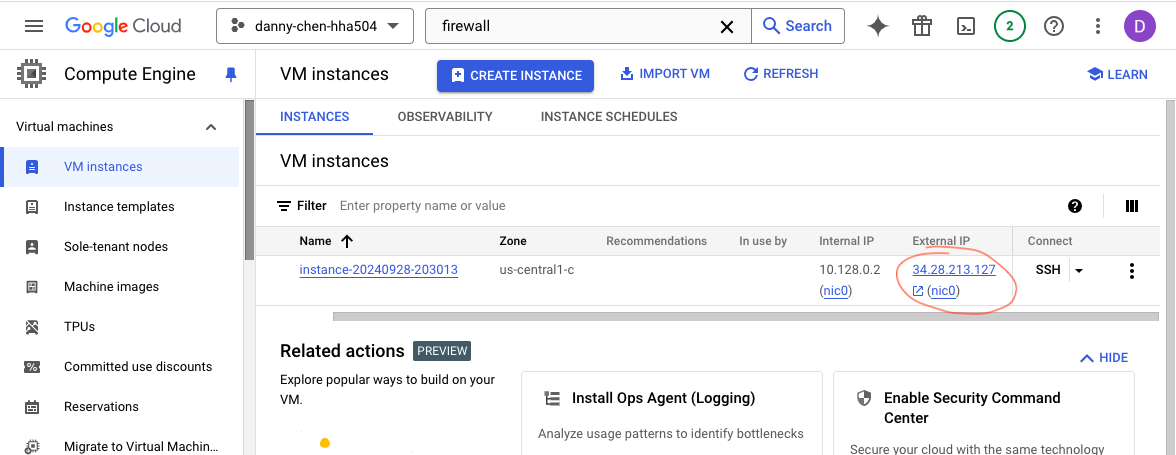 Google Cloud
danny-chen-hha504
firewall
Search
2
D
Compute Engine
VM instances
CREATE INSTANCE
IMPORT VM
REFRESH
LEARN
Virtual machines
VM instances
Instance templates
Sole-tenant nodes
Machine images
TPUs
Committed use discounts
Reservations
Migrate to Virtual Machin...
INSTANCES
OBSERVABILITY
INSTANCE SCHEDULES
VM instances
Filter
Enter property name or value
Name
Zone
Recommendations
In use by
Internal IP
External IP
Connect
instance-20240928-203013
us-central1-c
10.128.0.2
(nic0)
34.28.213.127
(nic0)
SSH
Related actions
PREVIEW
HIDE
Explore popular ways to build on your
VM.
Install Ops Agent (Logging)
Analyze usage patterns to identify bottlenecks
Enable Security Command
Center
Secure your cloud with the same technology